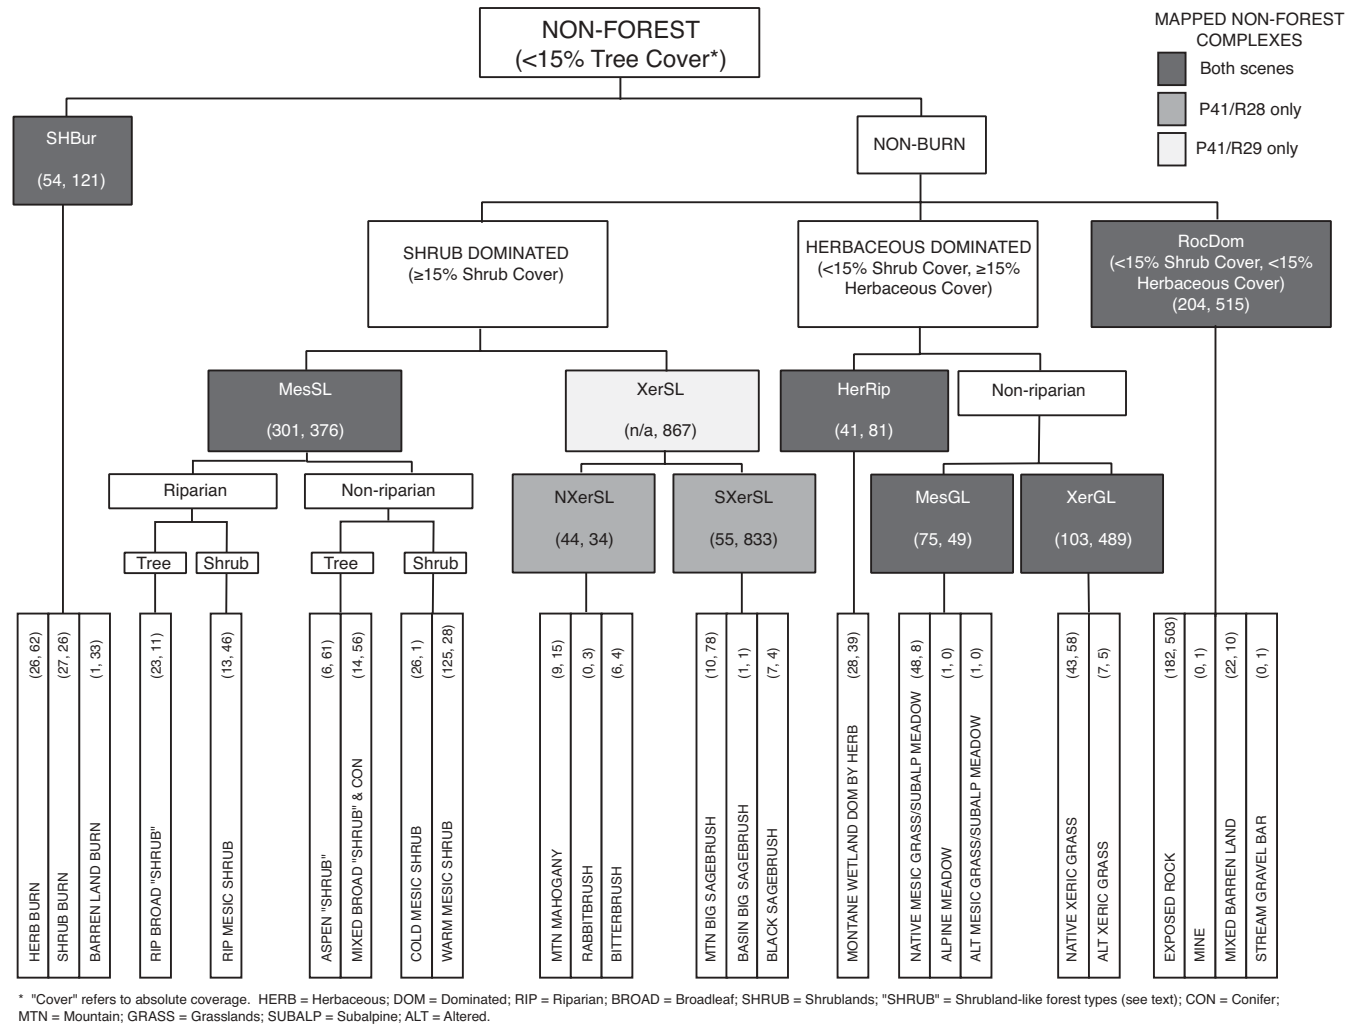 NON-FOREST
(<15% Tree Cover*)
MAPPED NON-FOREST
COMPLEXES
Both scenes
P41/R28 only
P41/R29 only
SHBur
(54, 121)
NON-BURN
SHRUB DOMINATED
(≥15% Shrub Cover)
HERBACEOUS DOMINATED
(<15% Shrub Cover, ≥15%
Herbaceous Cover)
RocDom
(<15% Shrub Cover, <15%
Herbaceous Cover)
(204, 515)
MesSL
(301, 376)
XerSL
(n/a, 867)
HerRip
(41, 81)
Non-riparian
Riparian
Non-riparian
NXerSL
(44, 34)
SXerSL
(55, 833)
MesGL
(75, 49)
XerGL
(103, 489)
Tree
Shrub
Tree
Shrub
HERB BURN (26, 62)
SHRUB BURN (27, 26)
BARREN LAND BURN (1, 33)
RIP BROAD "SHRUB" (23, 11)
RIP MESIC SHRUB (13, 46)
ASPEN "SHRUB" (6, 61)
MIXED BROAD "SHRUB" & CON (14, 56)
COLD MESIC SHRUB (26, 1)
WARM MESIC SHRUB (125, 28)
MTN MAHOGANY (9, 15)
RABBITBRUSH (0, 3)
BITTERBRUSH (6, 4)
MTN BIG SAGEBRUSH (10, 78)
BASIN BIG SAGEBRUSH (1, 1)
BLACK SAGEBRUSH (7, 4)
MONTANE WETLAND DOM BY HERB (28, 39)
NATIVE MESIC GRASS/SUBALP MEADOW (48, 8)
ALPINE MEADOW (1, 0)
ALT MESIC GRASS/SUBALP MEADOW (1, 0)
NATIVE XERIC GRASS (43, 58)
ALT XERIC GRASS (7, 5)
EXPOSED ROCK (182, 503)
MINE (0, 1)
MIXED BARREN LAND (22, 10)
STREAM GRAVEL BAR (0, 1)
* "Cover" refers to absolute coverage. HERB = Herbaceous; DOM = Dominated; RIP = Riparian; BROAD = Broadleaf; SHRUB = Shrublands; "SHRUB" = Shrubland-like forest types (see text); CON = Conifer;
MTN = Mountain; GRASS = Grasslands; SUBALP = Subalpine; ALT = Altered.